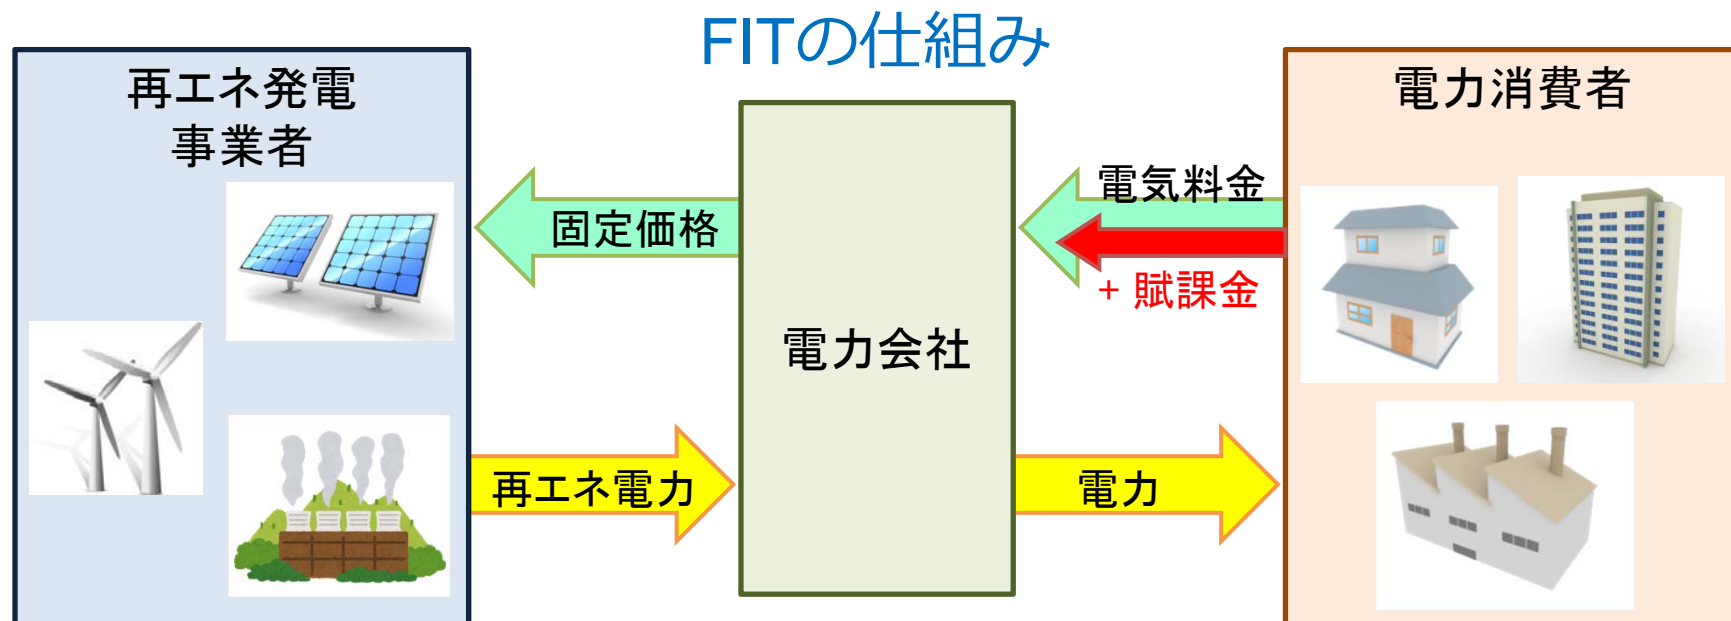 FITの仕組み
再エネ発電
事業者
固定価格
再エネ電力
電力会社
電気料金
+ 賦課金
電力
電力消費者